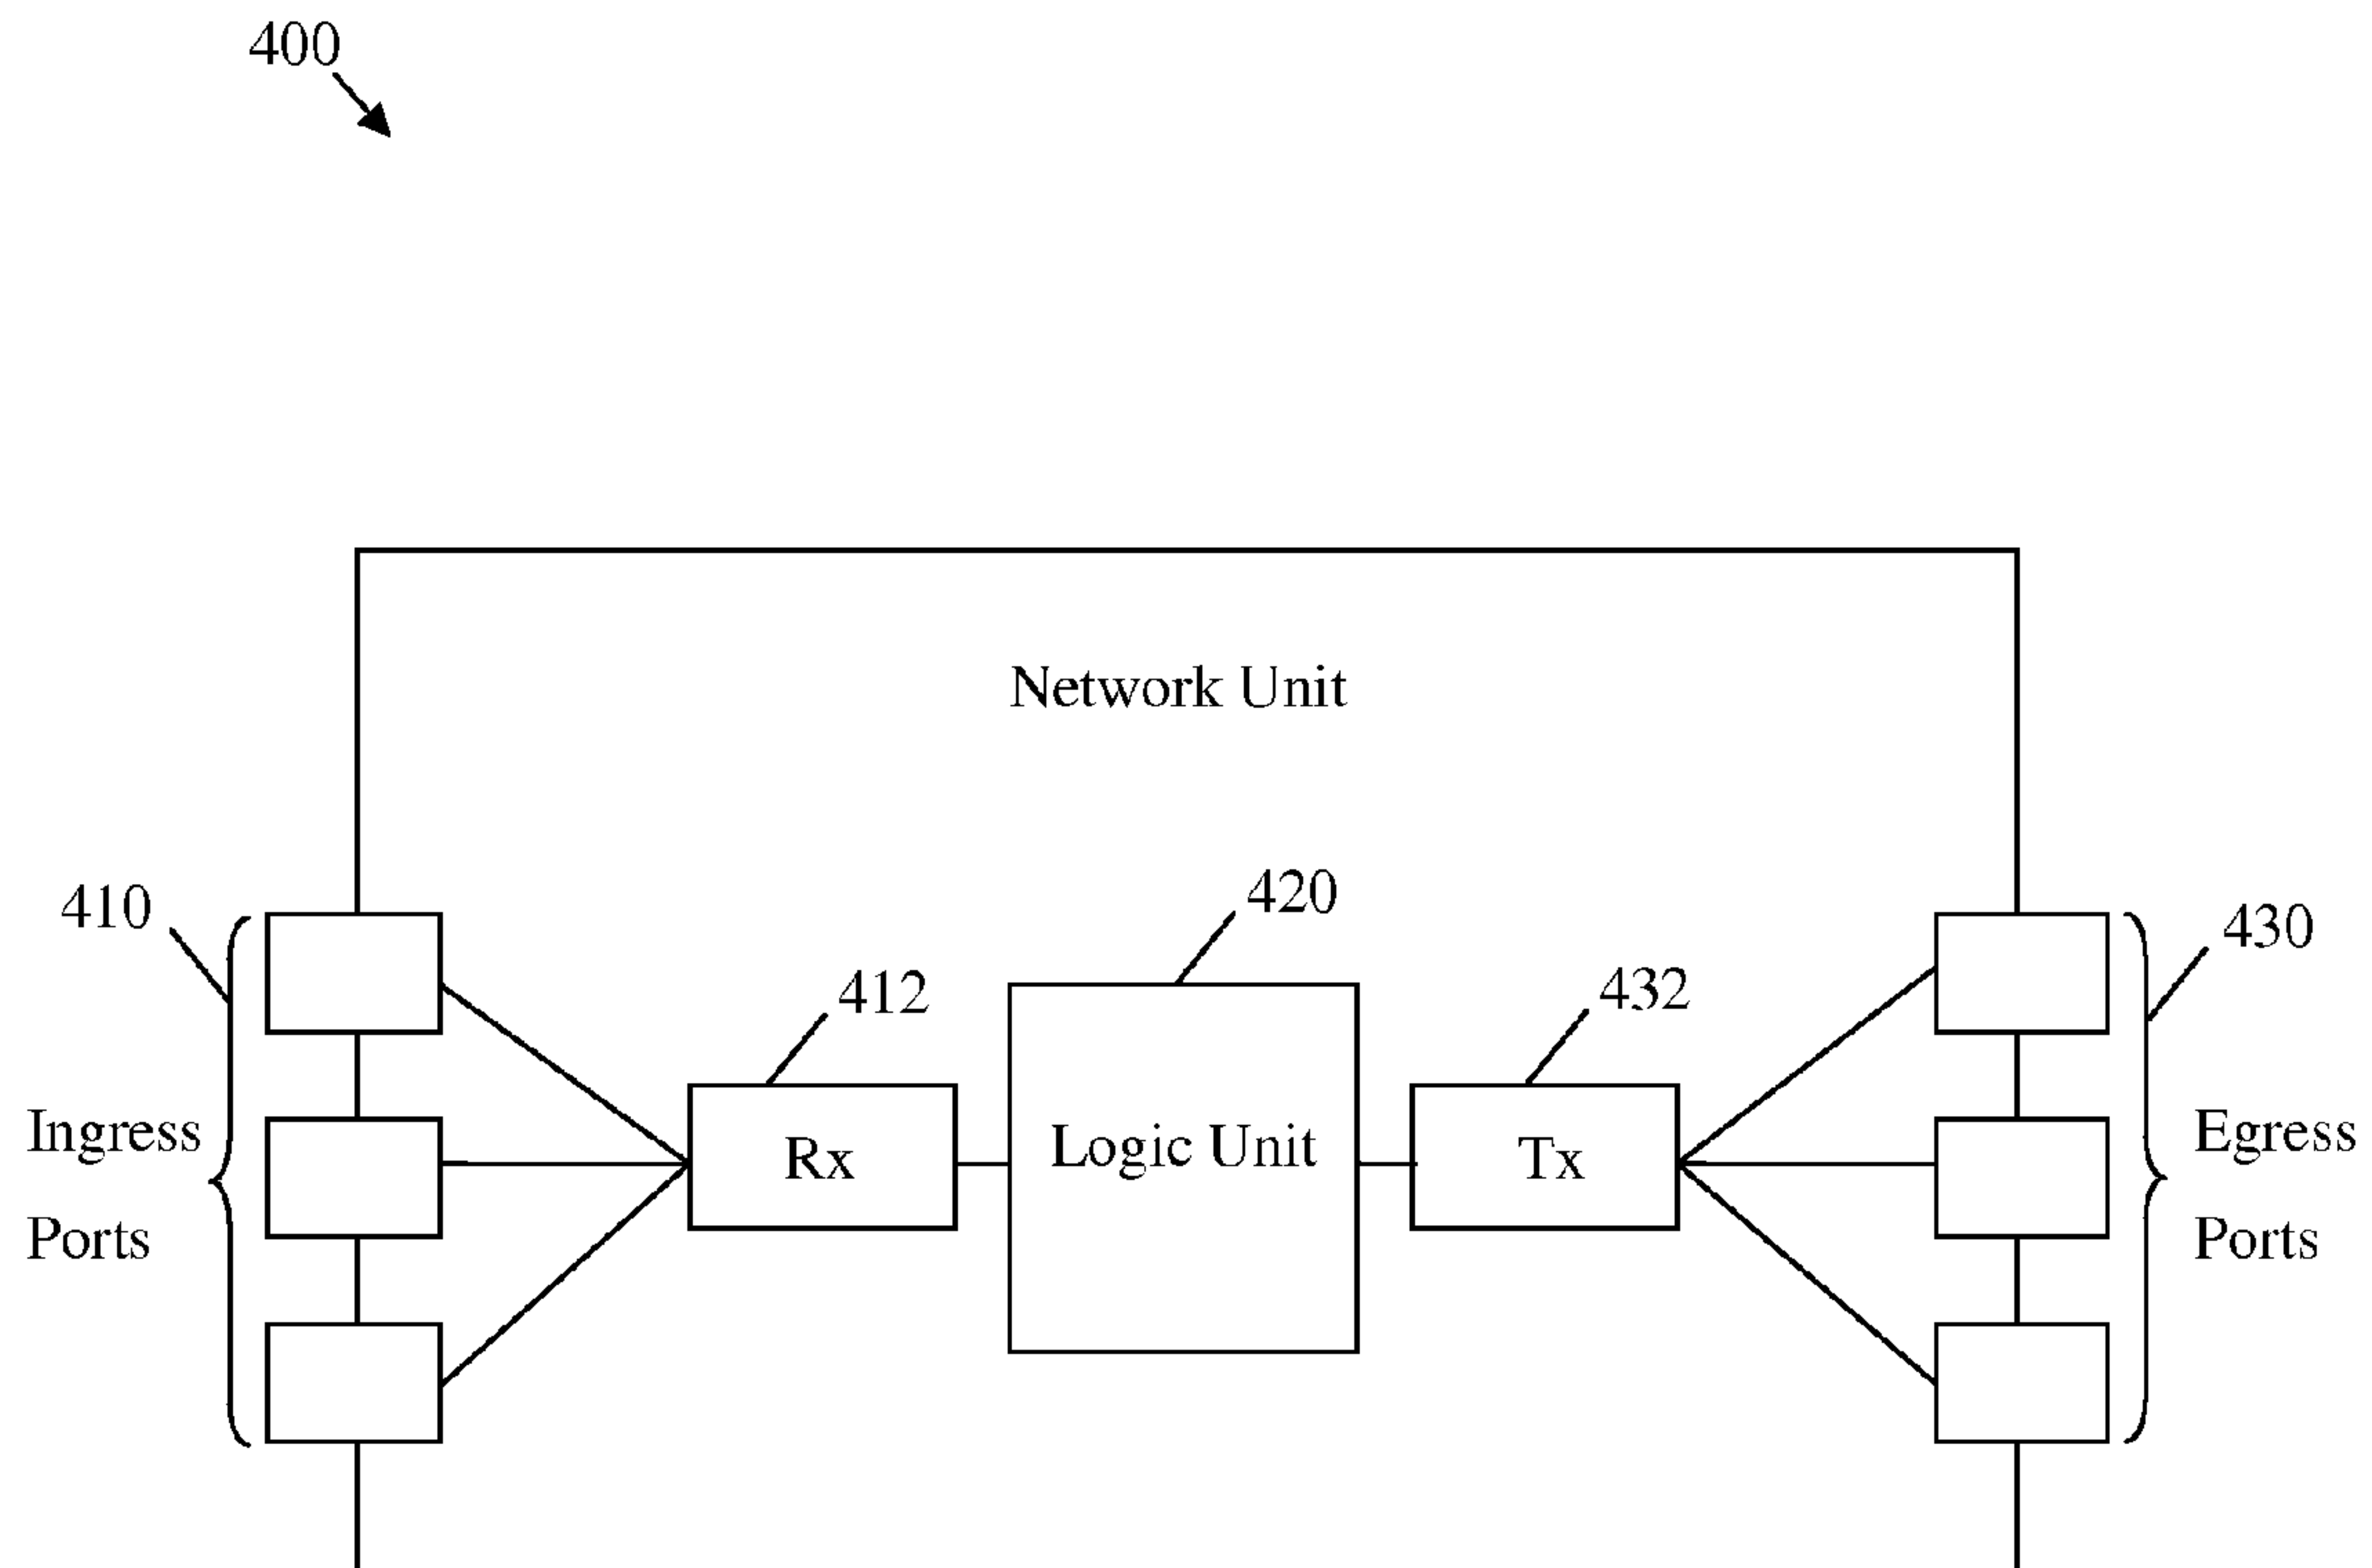 400
Network Unit
420
410
430
412
432
Ingress
Ports
Rx
Logic Unit
Tx
Egress
Ports